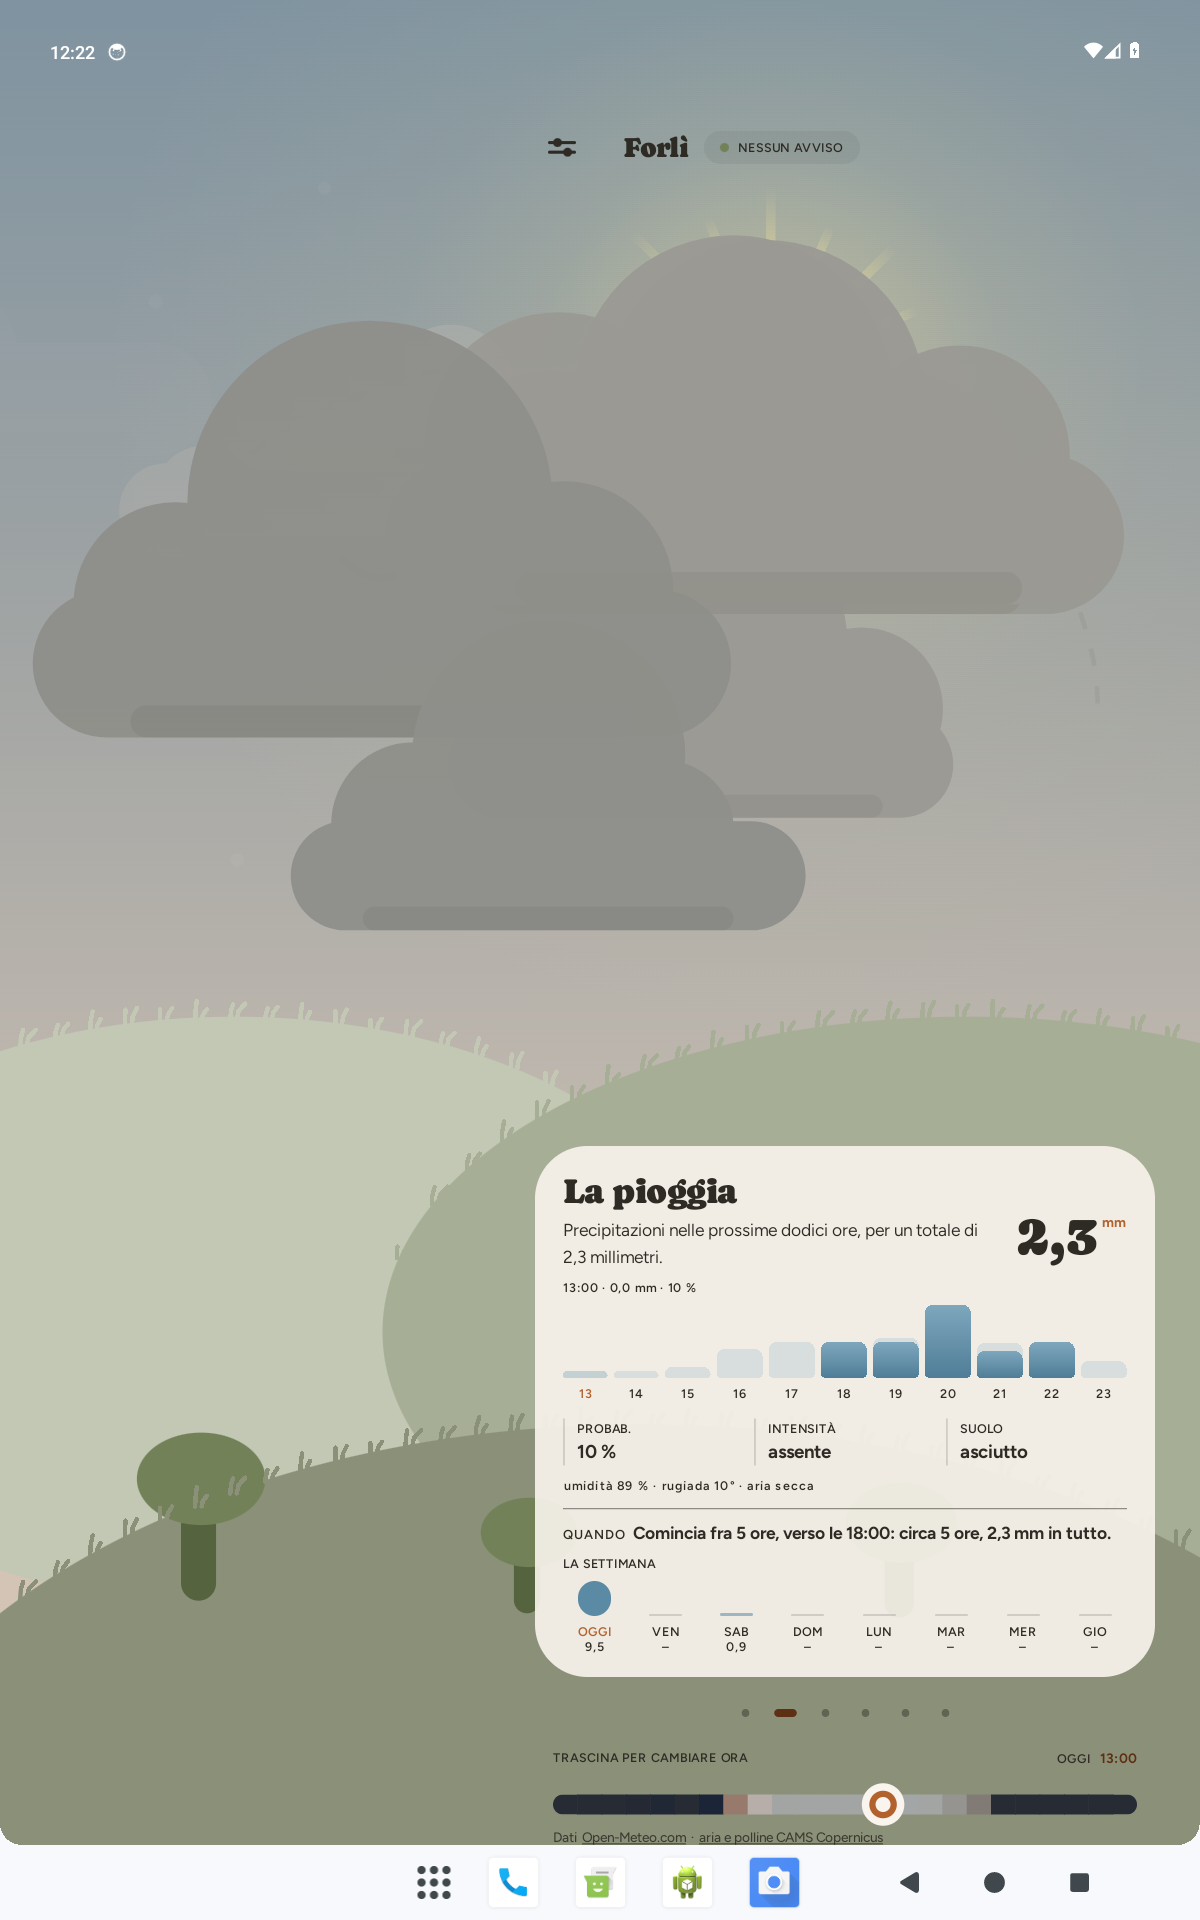 12:22
Forlì
NESSUN AVVISO
La pioggia
Precipitazioni nelle prossime dodici ore, per un totale di
2,3 millimetri.
2,3 mm
13:00 · 0,0 mm · 10 %
13 14 15 16 17 18 19 20 21 22 23
PROBAB. INTENSITÀ SUOLO
10 % assente asciutto
umidità 89 % · rugiada 10° · aria secca
QUANDO Comincia fra 5 ore, verso le 18:00: circa 5 ore, 2,3 mm in tutto.
LA SETTIMANA
OGGI VEN SAB DOM LUN MAR MER GIO
9,5 – 0,9 – – – – –
TRASCINA PER CAMBIARE ORA OGGI 13:00
Dati Open-Meteo.com · aria e polline CAMS Copernicus